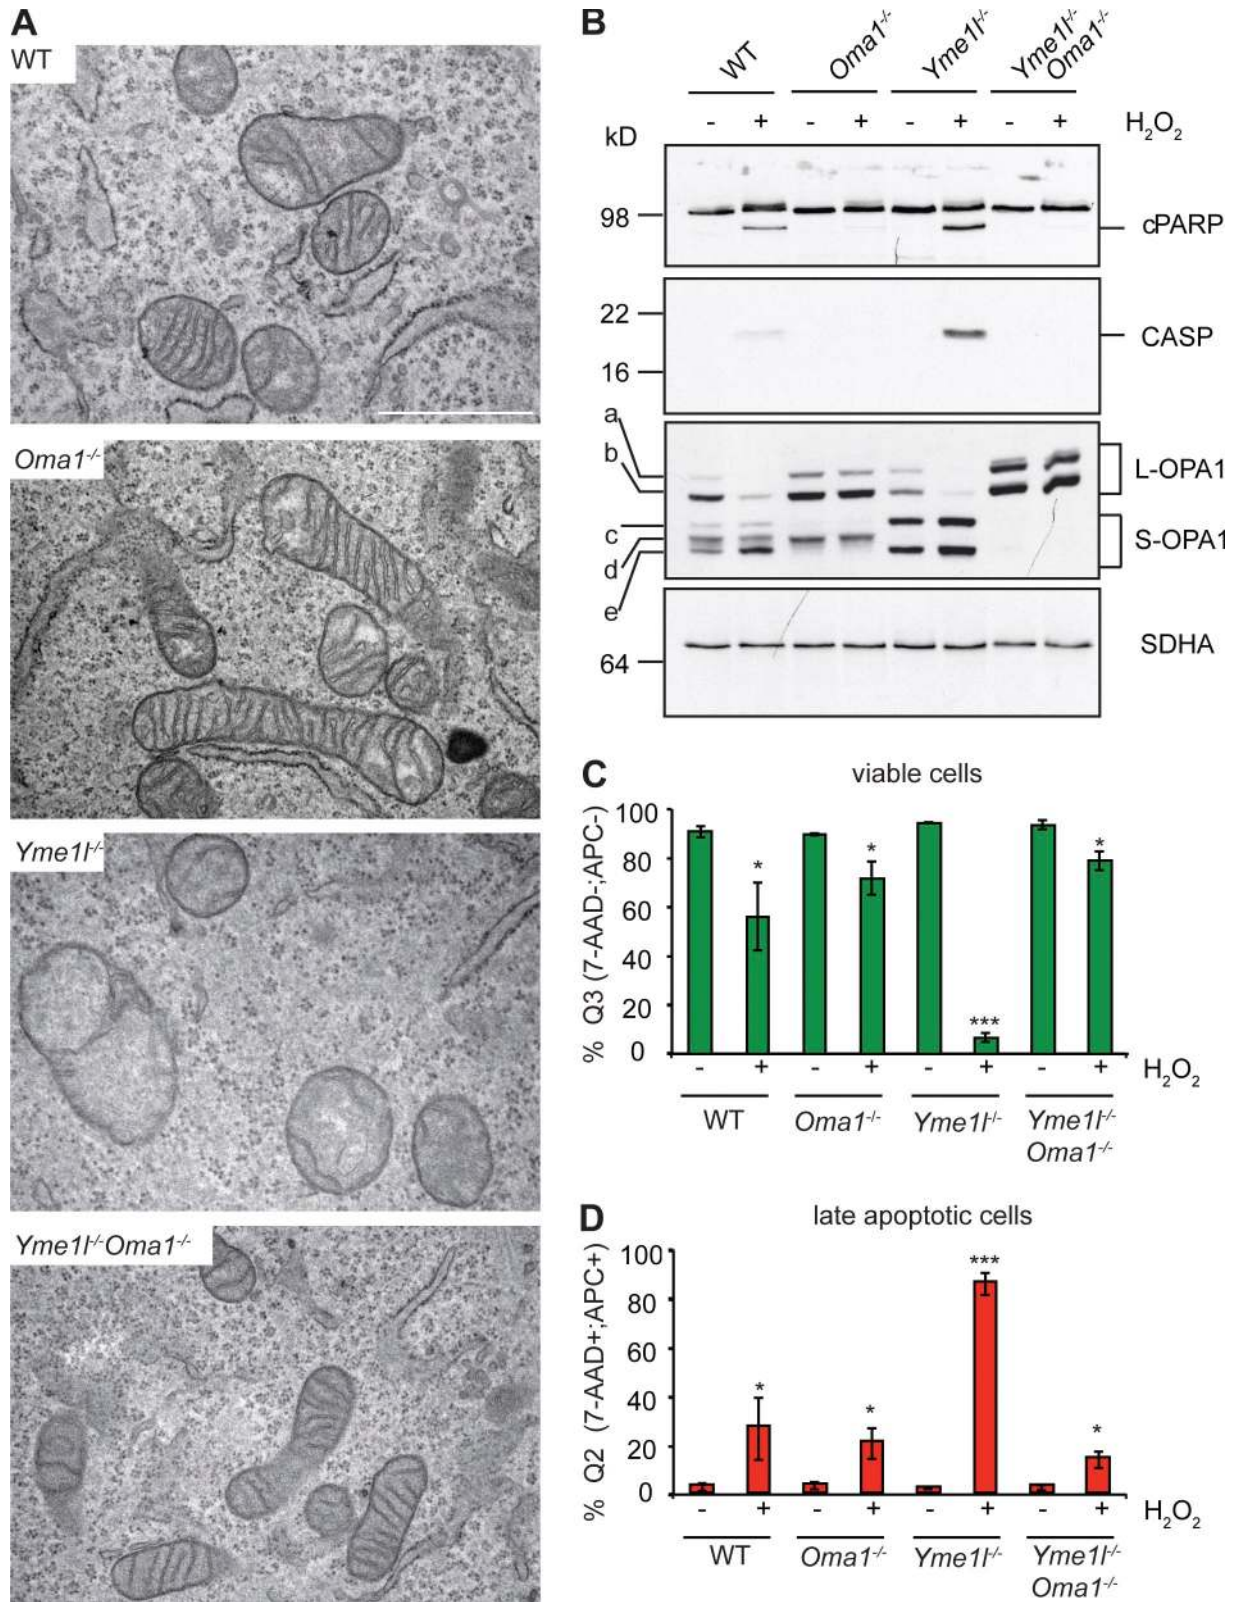 A
WT
Oma1-/-
Yme1l-/-
Yme1l-/-Oma1-/-
B
WT
Oma1-/-
Yme1l-/-
Yme1l-/-
Oma1-/-
- + - + - + - + H2O2
kD
98
cPARP
22
16
CASP
a
b
c
d
e
L-OPA1
S-OPA1
64
SDHA
C
viable cells
% Q3 (7-AAD-;APC-)
100
80
60
40
20
0
* * *** *
- + - + - + - + H2O2
WT Oma1-/- Yme1l-/- Yme1l-/-
Oma1-/-
D
late apoptotic cells
% Q2 (7-AAD+;APC+)
100
80
60
40
20
0
* * *** *
- + - + - + - + H2O2
WT Oma1-/- Yme1l-/- Yme1l-/-
Oma1-/-